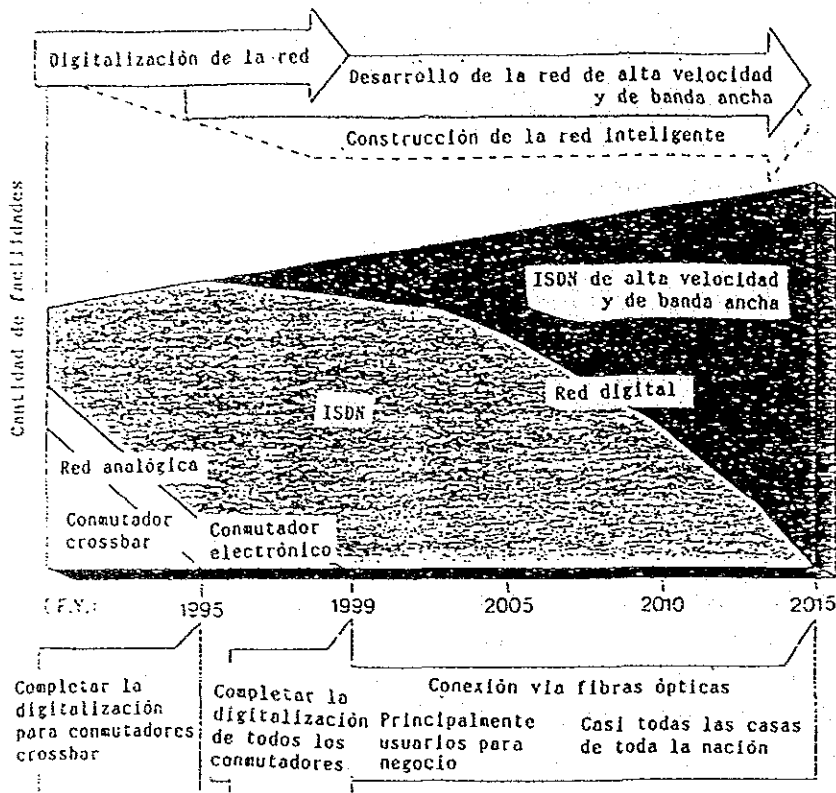 Digitalización de la red
Desarrollo de la red de alta velocidad
y de banda ancha
Construcción de la red inteligente
Cantidad de facilidades
ISDN de alta velocidad
y de banda ancha
Red digital
ISDN
Red analógica
Conmutador
crossbar
Conmutador
electrónico
(F.Y.:
1995
1999
2005
2010
2015
Completar la
digitalización
para conmutadores
crossbar
Completar la
digitalización
de todos los
conmutadores
Conexión via fibras ópticas
Principalmente
usuarios para
negocio
Casi todas las casas
de toda la nación